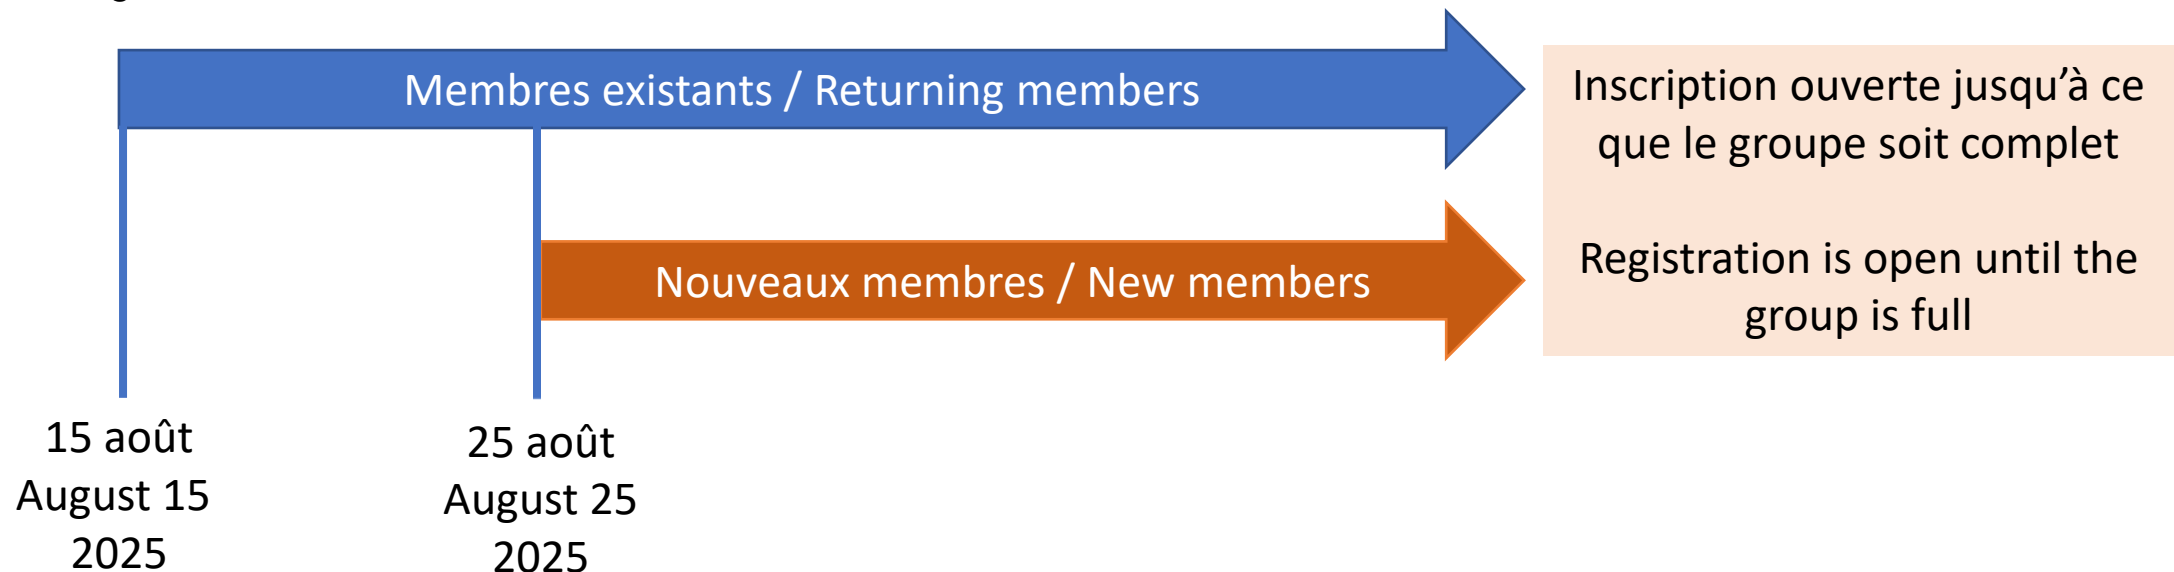 Membres existants / Returning members
Inscription ouverte jusqu’à ce
que le groupe soit complet
Registration is open until the
group is full
Nouveaux membres / New members
15 août
August 15
2025
25 août
August 25
2025